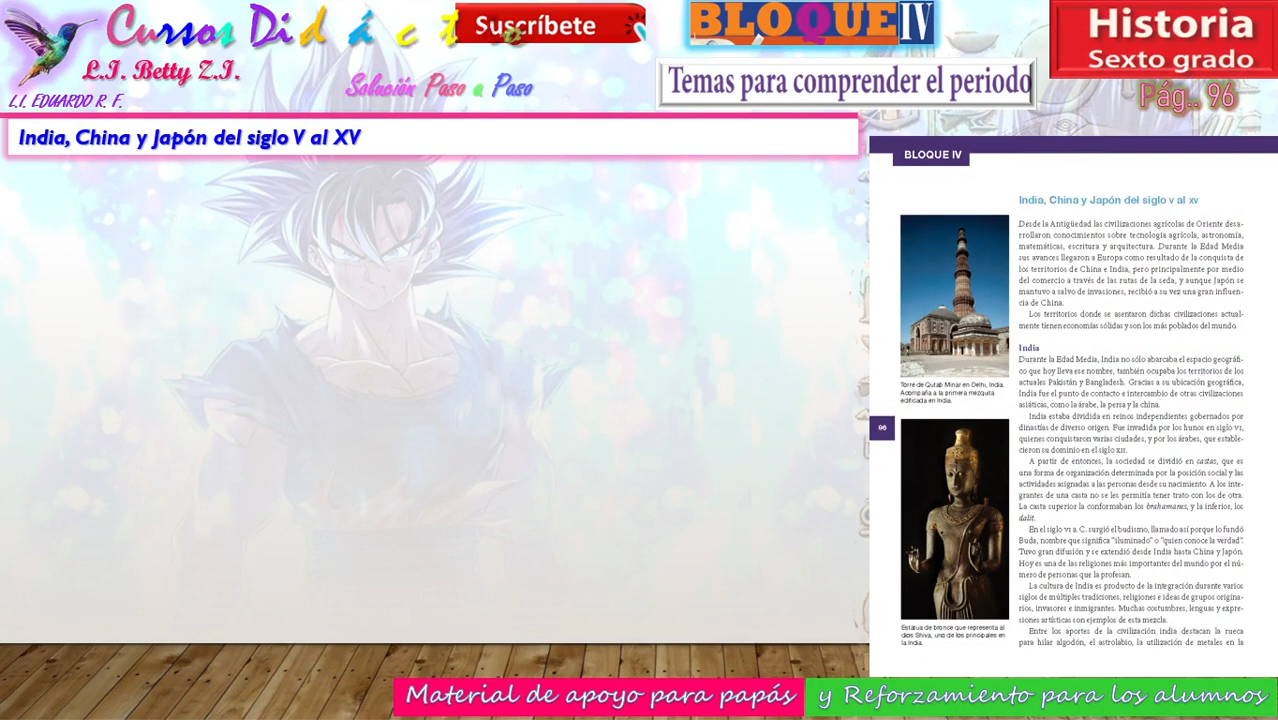 Cursos Didáctico
Suscríbete
L.I. Betty Z.I.
Solución Paso a Paso
L.I. EDUARDO R. F.
BLOQUE IV
Temas para comprender el periodo
Historia
Sexto grado
Pág.. 96
India, China y Japón del siglo V al XV
BLOQUE IV
India, China y Japón del siglo V al XV
Desde la Antigüedad las civilizaciones agrícolas de Oriente desa-
rrollaron conocimientos sobre tecnología agrícola, astronomía,
matemáticas, escritura y arquitectura. Durante la Edad Media
sus avances llegaron a Europa como resultado de la conquista de
los territorios de China e India, pero principalmente por medio
del comercio a través de las rutas de la seda, y aunque Japón se
mantuvo a salvo de invasiones, recibió a su vez una gran influen-
cia de China.
Los territorios donde se asentaron dichas civilizaciones actual-
mente tienen economías sólidas y son los más poblados del mundo.
India
Durante la Edad Media, India no sólo abarcaba el espacio geográfi-
co que hoy lleva ese nombre, también ocupaba los territorios de los
actuales Pakistán y Bangladesh. Gracias a su ubicación geográfica,
India fue el punto de contacto e intercambio de otras civilizaciones
asiáticas, como la árabe, la persa y la china.
India estaba dividida en reinos independientes gobernados por
dinastías de diverso origen. Fue invadida por los hunos en siglo VI,
quienes conquistaron varias ciudades, y por los árabes, que estable-
cieron su dominio en el siglo XII.
A partir de entonces, la sociedad se dividió en castas, que es
una forma de organización determinada por la posición social y las
actividades asignadas a las personas desde su nacimiento. A los inte-
grantes de una casta no se les permitía tener trato con los de otra.
La casta superior la conformaban los brahamanes, y la inferior, los
dalit.
En el siglo VI a. C. surgió el budismo, llamado así porque lo fundó
Buda, nombre que significa "iluminado" o "quien conoce la verdad".
Tuvo gran difusión y se extendió desde India hasta China y Japón.
Hoy es una de las religiones más importantes del mundo por el nú-
mero de personas que la profesan.
La cultura de India es producto de la integración durante varios
siglos de múltiples tradiciones, religiones e ideas de grupos origina-
rios, invasores e inmigrantes. Muchas costumbres, lenguas y expre-
siones artísticas son ejemplos de esta mezcla.
Entre los aportes de la civilización india destacan la rueca
para hilar algodón, el astrolabio, la utilización de metales en la
Torre de Qutab Minar en Delhi, India.
Acompaña a la primera mezquita
edificada en India.
96
Estatua de bronce que representa al
dios Shiva, uno de los principales en
la India.
Material de apoyo para papás
y Reforzamiento para los alumnos